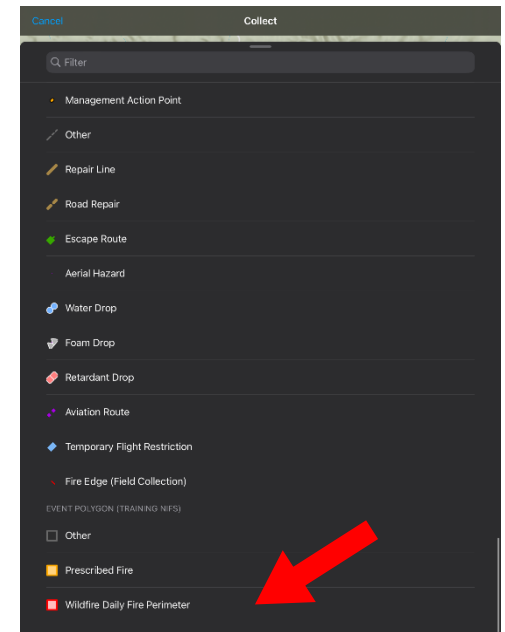 Cancel Collect
Filter
Management Action Point
Other
Repair Line
Road Repair
Escape Route
Aerial Hazard
Water Drop
Foam Drop
Retardant Drop
Aviation Route
Temporary Flight Restriction
Fire Edge (Field Collection)
EVENT POLYGON (TRAINING NIFS)
Other
Prescribed Fire
Wildfire Daily Fire Perimeter